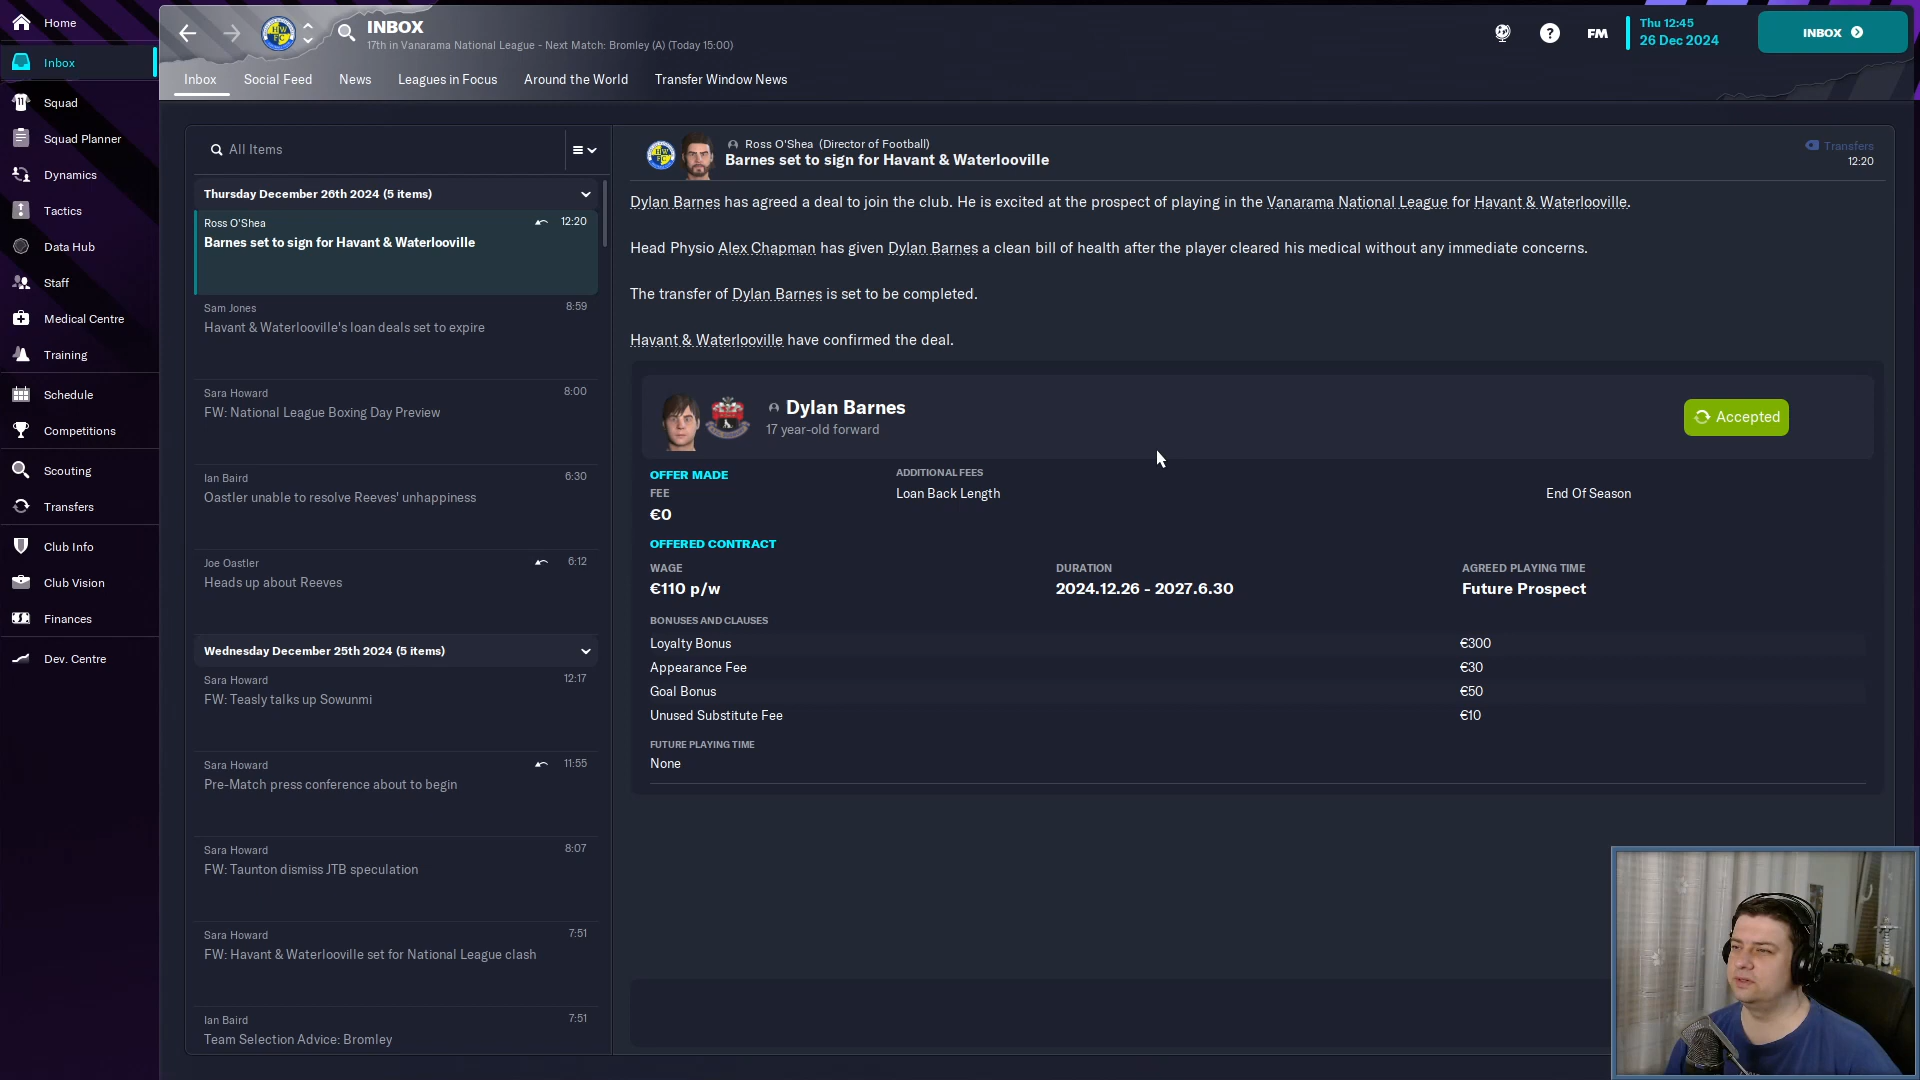 Home
Inbox
Squad
Squad Planner
Dynamics
Tactics
Data Hub
Staff
Medical Centre
Training
Schedule
Competitions
Scouting
Transfers
Club Info
Club Vision
Finances
Dev. Centre
INBOX
17th in Vanarama National League - Next Match: Bromley (A) (Today 15:00)
FM
Thu 12:45
26 Dec 2024
INBOX
Inbox
Social Feed
News
Leagues in Focus
Around the World
Transfer Window News
All Items
Thursday December 26th 2024 (5 items)
Ross O'Shea 12:20
Barnes set to sign for Havant & Waterlooville
Sam Jones 8:59
Havant & Waterlooville's loan deals set to expire
Sara Howard 8:00
FW: National League Boxing Day Preview
Ian Baird 6:30
Oastler unable to resolve Reeves' unhappiness
Joe Oastler 6:12
Heads up about Reeves
Wednesday December 25th 2024 (5 items)
Sara Howard 12:17
FW: Teasly talks up Sowunmi
Sara Howard 11:55
Pre-Match press conference about to begin
Sara Howard 8:07
FW: Taunton dismiss JTB speculation
Sara Howard 7:51
FW: Havant & Waterlooville set for National League clash
Ian Baird 7:51
Team Selection Advice: Bromley
Ross O'Shea (Director of Football)
Barnes set to sign for Havant & Waterlooville
Transfers
12:20
Dylan Barnes has agreed a deal to join the club. He is excited at the prospect of playing in the Vanarama National League for Havant & Waterlooville.
Head Physio Alex Chapman has given Dylan Barnes a clean bill of health after the player cleared his medical without any immediate concerns.
The transfer of Dylan Barnes is set to be completed.
Havant & Waterlooville have confirmed the deal.
Dylan Barnes
17 year-old forward
Accepted
OFFER MADE
FEE
€0
ADDITIONAL FEES
Loan Back Length End Of Season
OFFERED CONTRACT
WAGE DURATION AGREED PLAYING TIME
€110 p/w 2024.12.26 - 2027.6.30 Future Prospect
BONUSES AND CLAUSES
Loyalty Bonus €300
Appearance Fee €30
Goal Bonus €50
Unused Substitute Fee €10
FUTURE PLAYING TIME
None